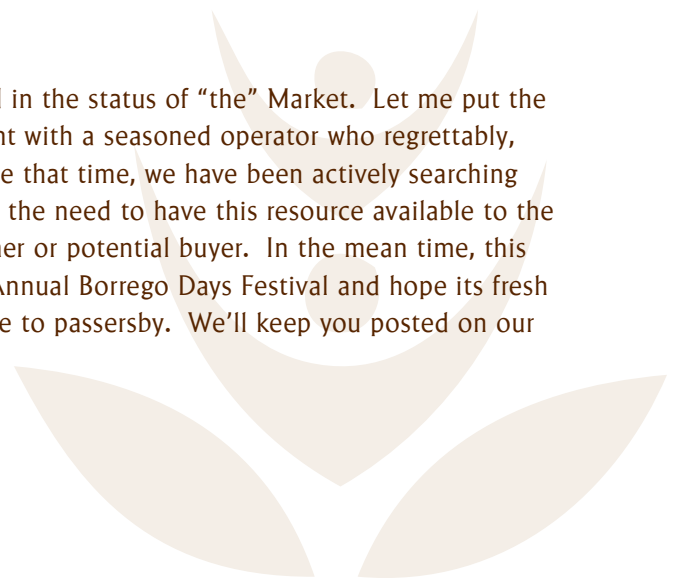 in the status of “the” Market. Let me put the
with a seasoned operator who regrettably,
that time, we have been actively searching
the need to have this resource available to the
or potential buyer. In the mean time, this
Annual Borrego Days Festival and hope its fresh
to passersby. We’ll keep you posted on our